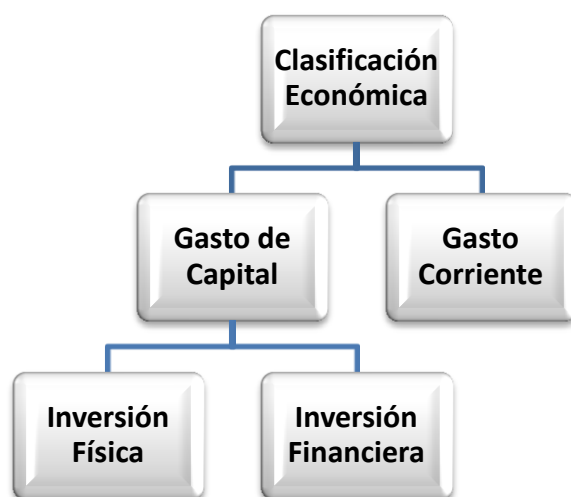 Clasificación
Económica
Gasto de
Capital
Gasto
Corriente
Inversión
Física
Inversión
Financiera